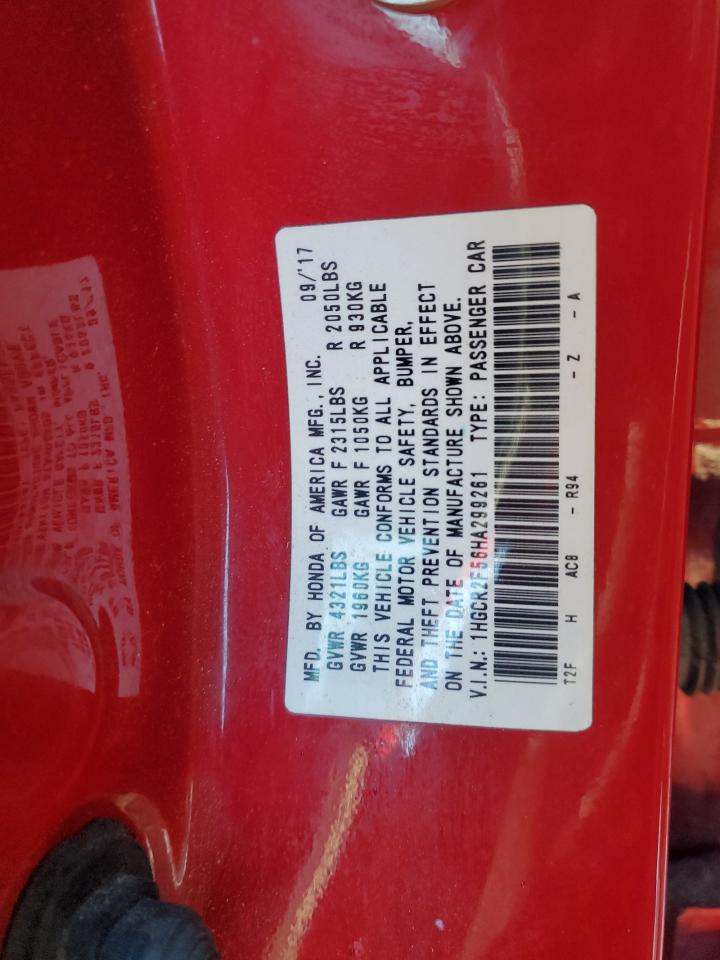 MFD. BY HONDA OF AMERICA MFG., INC. 09/'17
GVWR 4321LBS GAWR F 2315LBS R 2050LBS
GVWR 1960KG GAWR F 1050KG R 930KG
THIS VEHICLE CONFORMS TO ALL APPLICABLE
FEDERAL MOTOR VEHICLE SAFETY, BUMPER,
AND THEFT PREVENTION STANDARDS IN EFFECT
ON THE DATE OF MANUFACTURE SHOWN ABOVE.
V.I.N.: 1HGCR2F56HA299261 TYPE: PASSENGER CAR
T2F H AC8 - R94 - Z - A